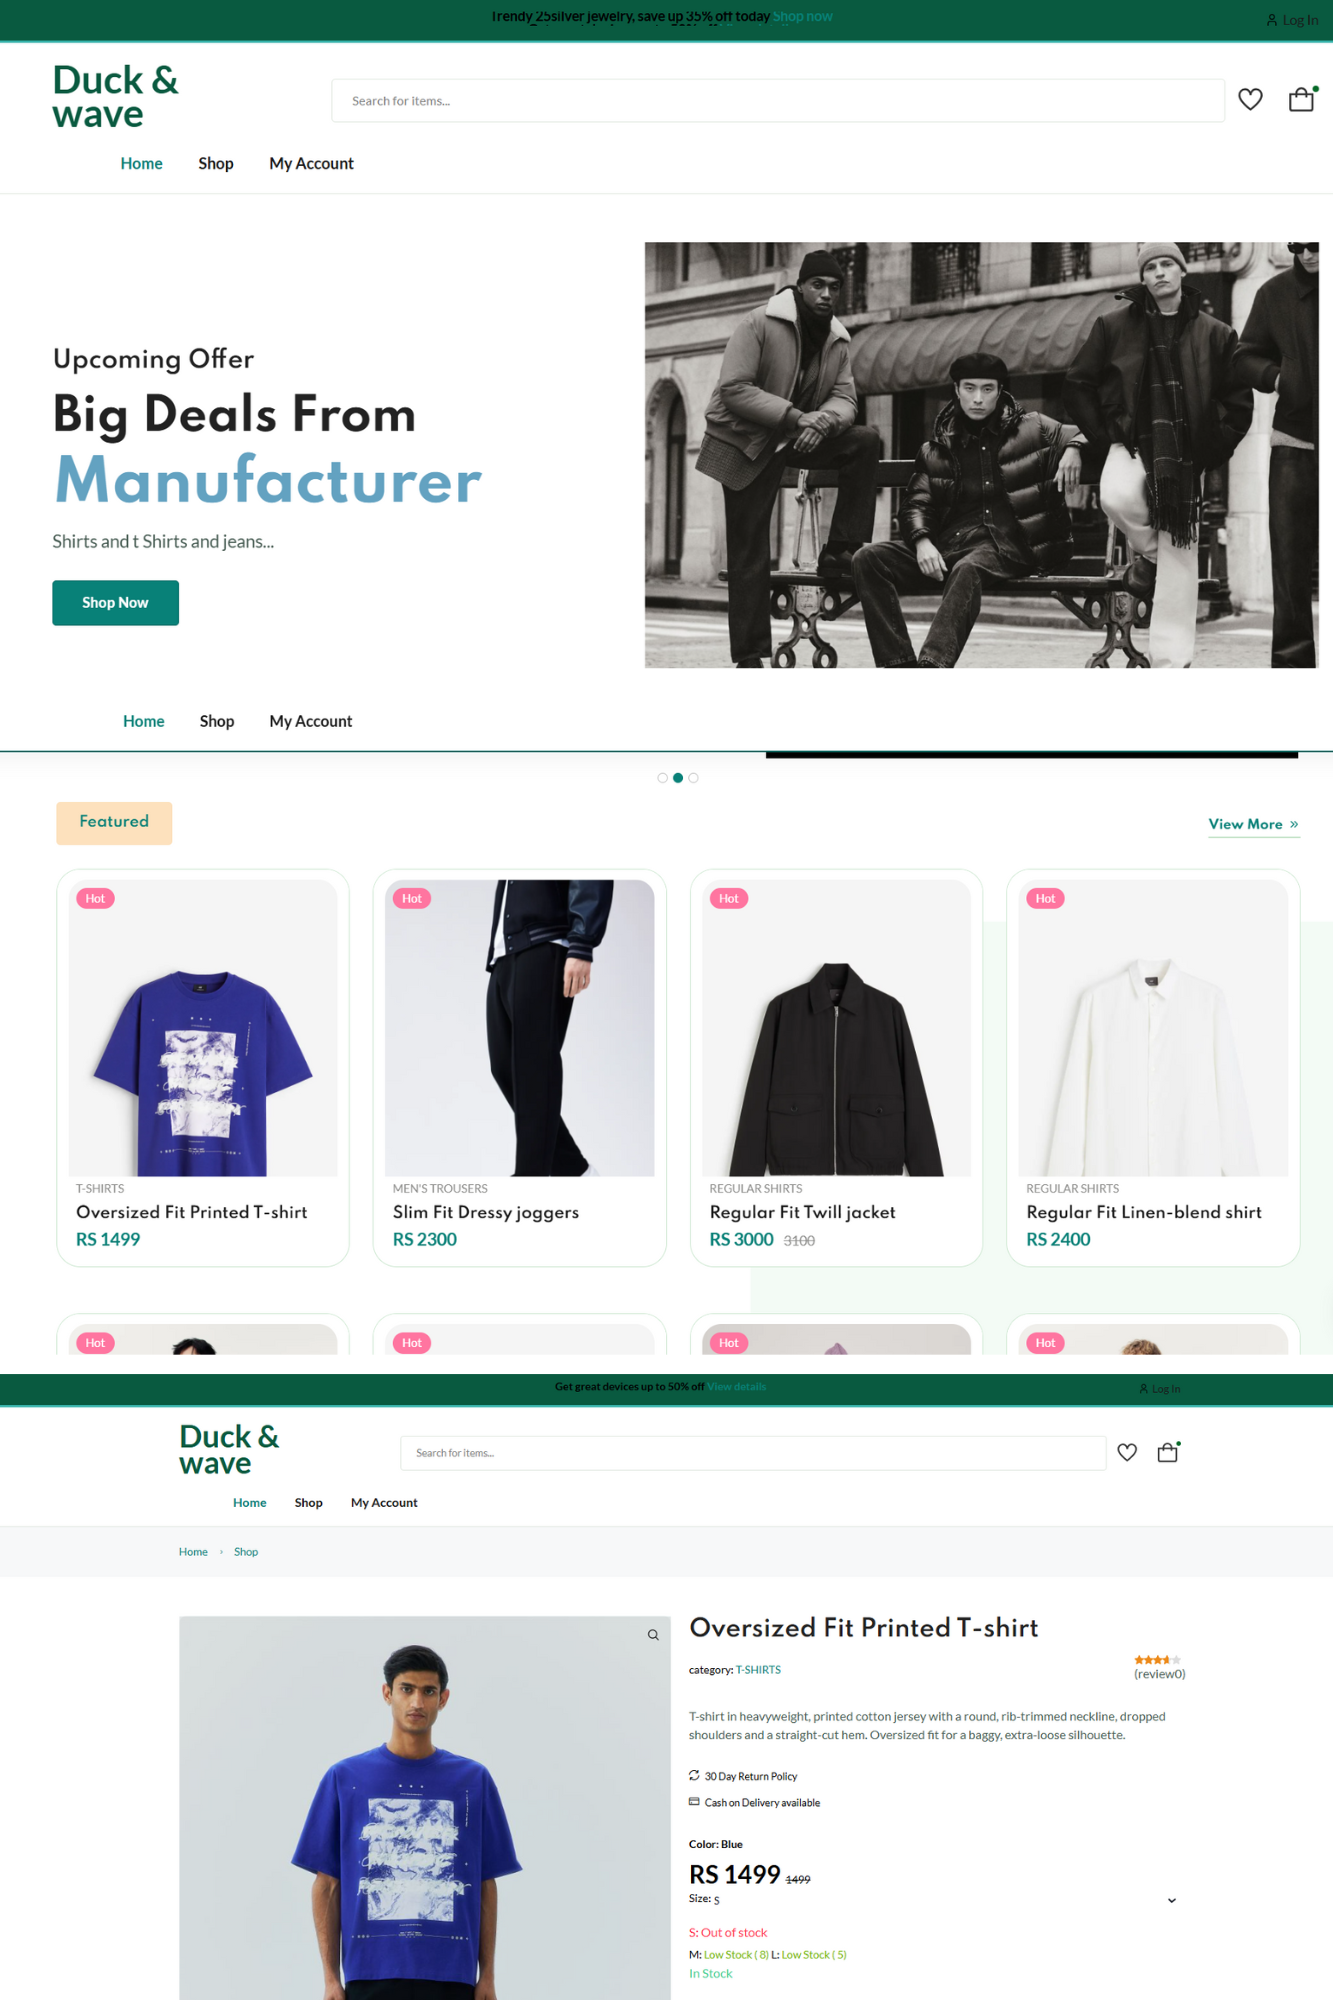 Trendy 25silver jewelry, save up 35% off today Shop now
Log In
Duck &
wave
Search for items...
Home Shop My Account
Upcoming Offer
Big Deals From
Manufacturer
Shirts and t Shirts and jeans...
Shop Now
Home Shop My Account
Featured
View More »
Hot Hot Hot Hot
T-SHIRTS
Oversized Fit Printed T-shirt
RS 1499
MEN'S TROUSERS
Slim Fit Dressy joggers
RS 2300
REGULAR SHIRTS
Regular Fit Twill jacket
RS 3000 3100
REGULAR SHIRTS
Regular Fit Linen-blend shirt
RS 2400
Hot Hot Hot Hot
Get great devices up to 50% off View details
Log In
Duck &
wave
Search for items...
Home Shop My Account
Home › Shop
Oversized Fit Printed T-shirt
category: T-SHIRTS
(review0)
T-shirt in heavyweight, printed cotton jersey with a round, rib-trimmed neckline, dropped
shoulders and a straight-cut hem. Oversized fit for a baggy, extra-loose silhouette.
30 Day Return Policy
Cash on Delivery available
Color: Blue
RS 1499 1499
Size: S
S: Out of stock
M: Low Stock ( 8) L: Low Stock ( 5)
In Stock